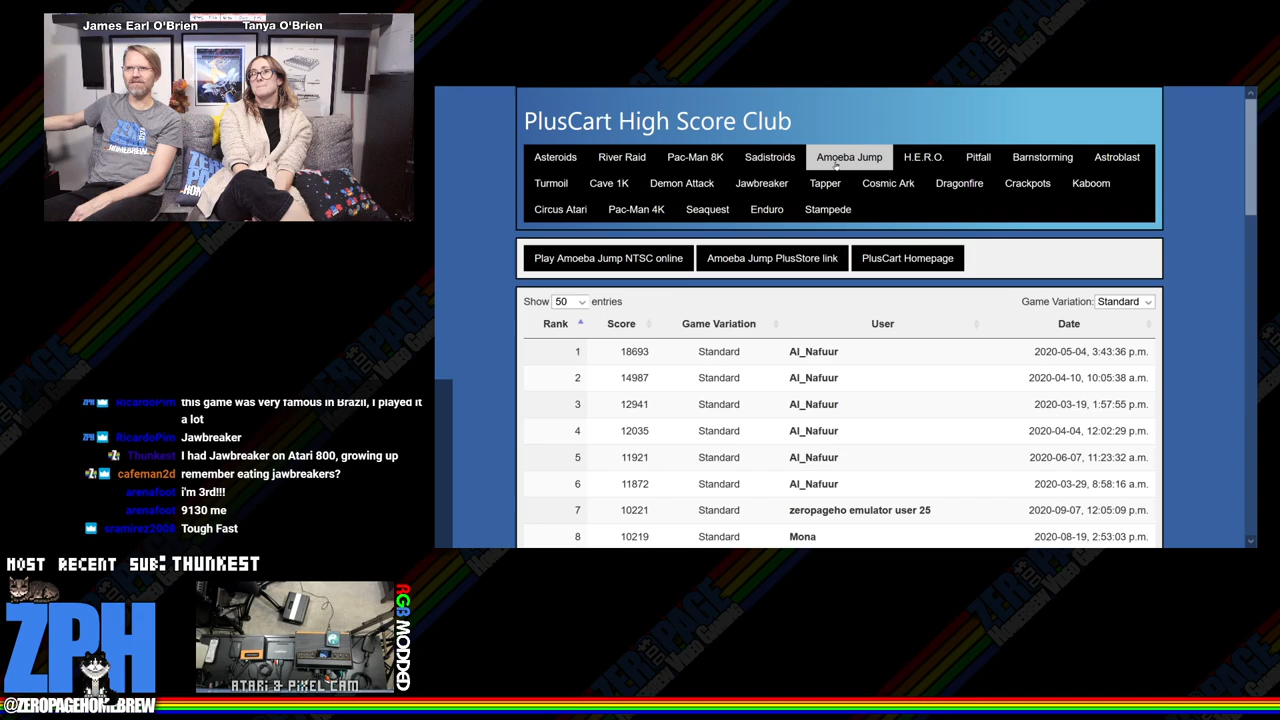 James Earl O'Brien
Tanya O'Brien
PlusCart High Score Club
Asteroids River Raid Pac-Man 8K Sadistroids Amoeba Jump H.E.R.O. Pitfall Barnstorming Astroblast
Turmoil Cave 1K Demon Attack Jawbreaker Tapper Cosmic Ark Dragonfire Crackpots Kaboom
Circus Atari Pac-Man 4K Seaquest Enduro Stampede
Play Amoeba Jump NTSC online Amoeba Jump PlusStore link PlusCart Homepage
Show 50 entries Game Variation: Standard
Rank Score Game Variation User Date
1 18693 Standard Al_Nafuur 2020-05-04, 3:43:36 p.m.
2 14987 Standard Al_Nafuur 2020-04-10, 10:05:38 a.m.
3 12941 Standard Al_Nafuur 2020-03-19, 1:57:55 p.m.
4 12035 Standard Al_Nafuur 2020-04-04, 12:02:29 p.m.
5 11921 Standard Al_Nafuur 2020-06-07, 11:23:32 a.m.
6 11872 Standard Al_Nafuur 2020-03-29, 8:58:16 a.m.
7 10221 Standard zeropageho emulator user 25 2020-09-07, 12:05:09 p.m.
8 10219 Standard Mona 2020-08-19, 2:53:03 p.m.
RicardoPim this game was very famous in Brazil, I played it
a lot
RicardoPim Jawbreaker
Thunkest I had Jawbreaker on Atari 800, growing up
cafeman2d remember eating jawbreakers?
arenafoot i'm 3rd!!!
arenafoot 9130 me
sramirez2008 Tough Fast
MOST RECENT SUB: THUNKEST
ZPH
@ZEROPAGEHOMEBREW
ATARI & PIXEL CAM
RGB MODDED